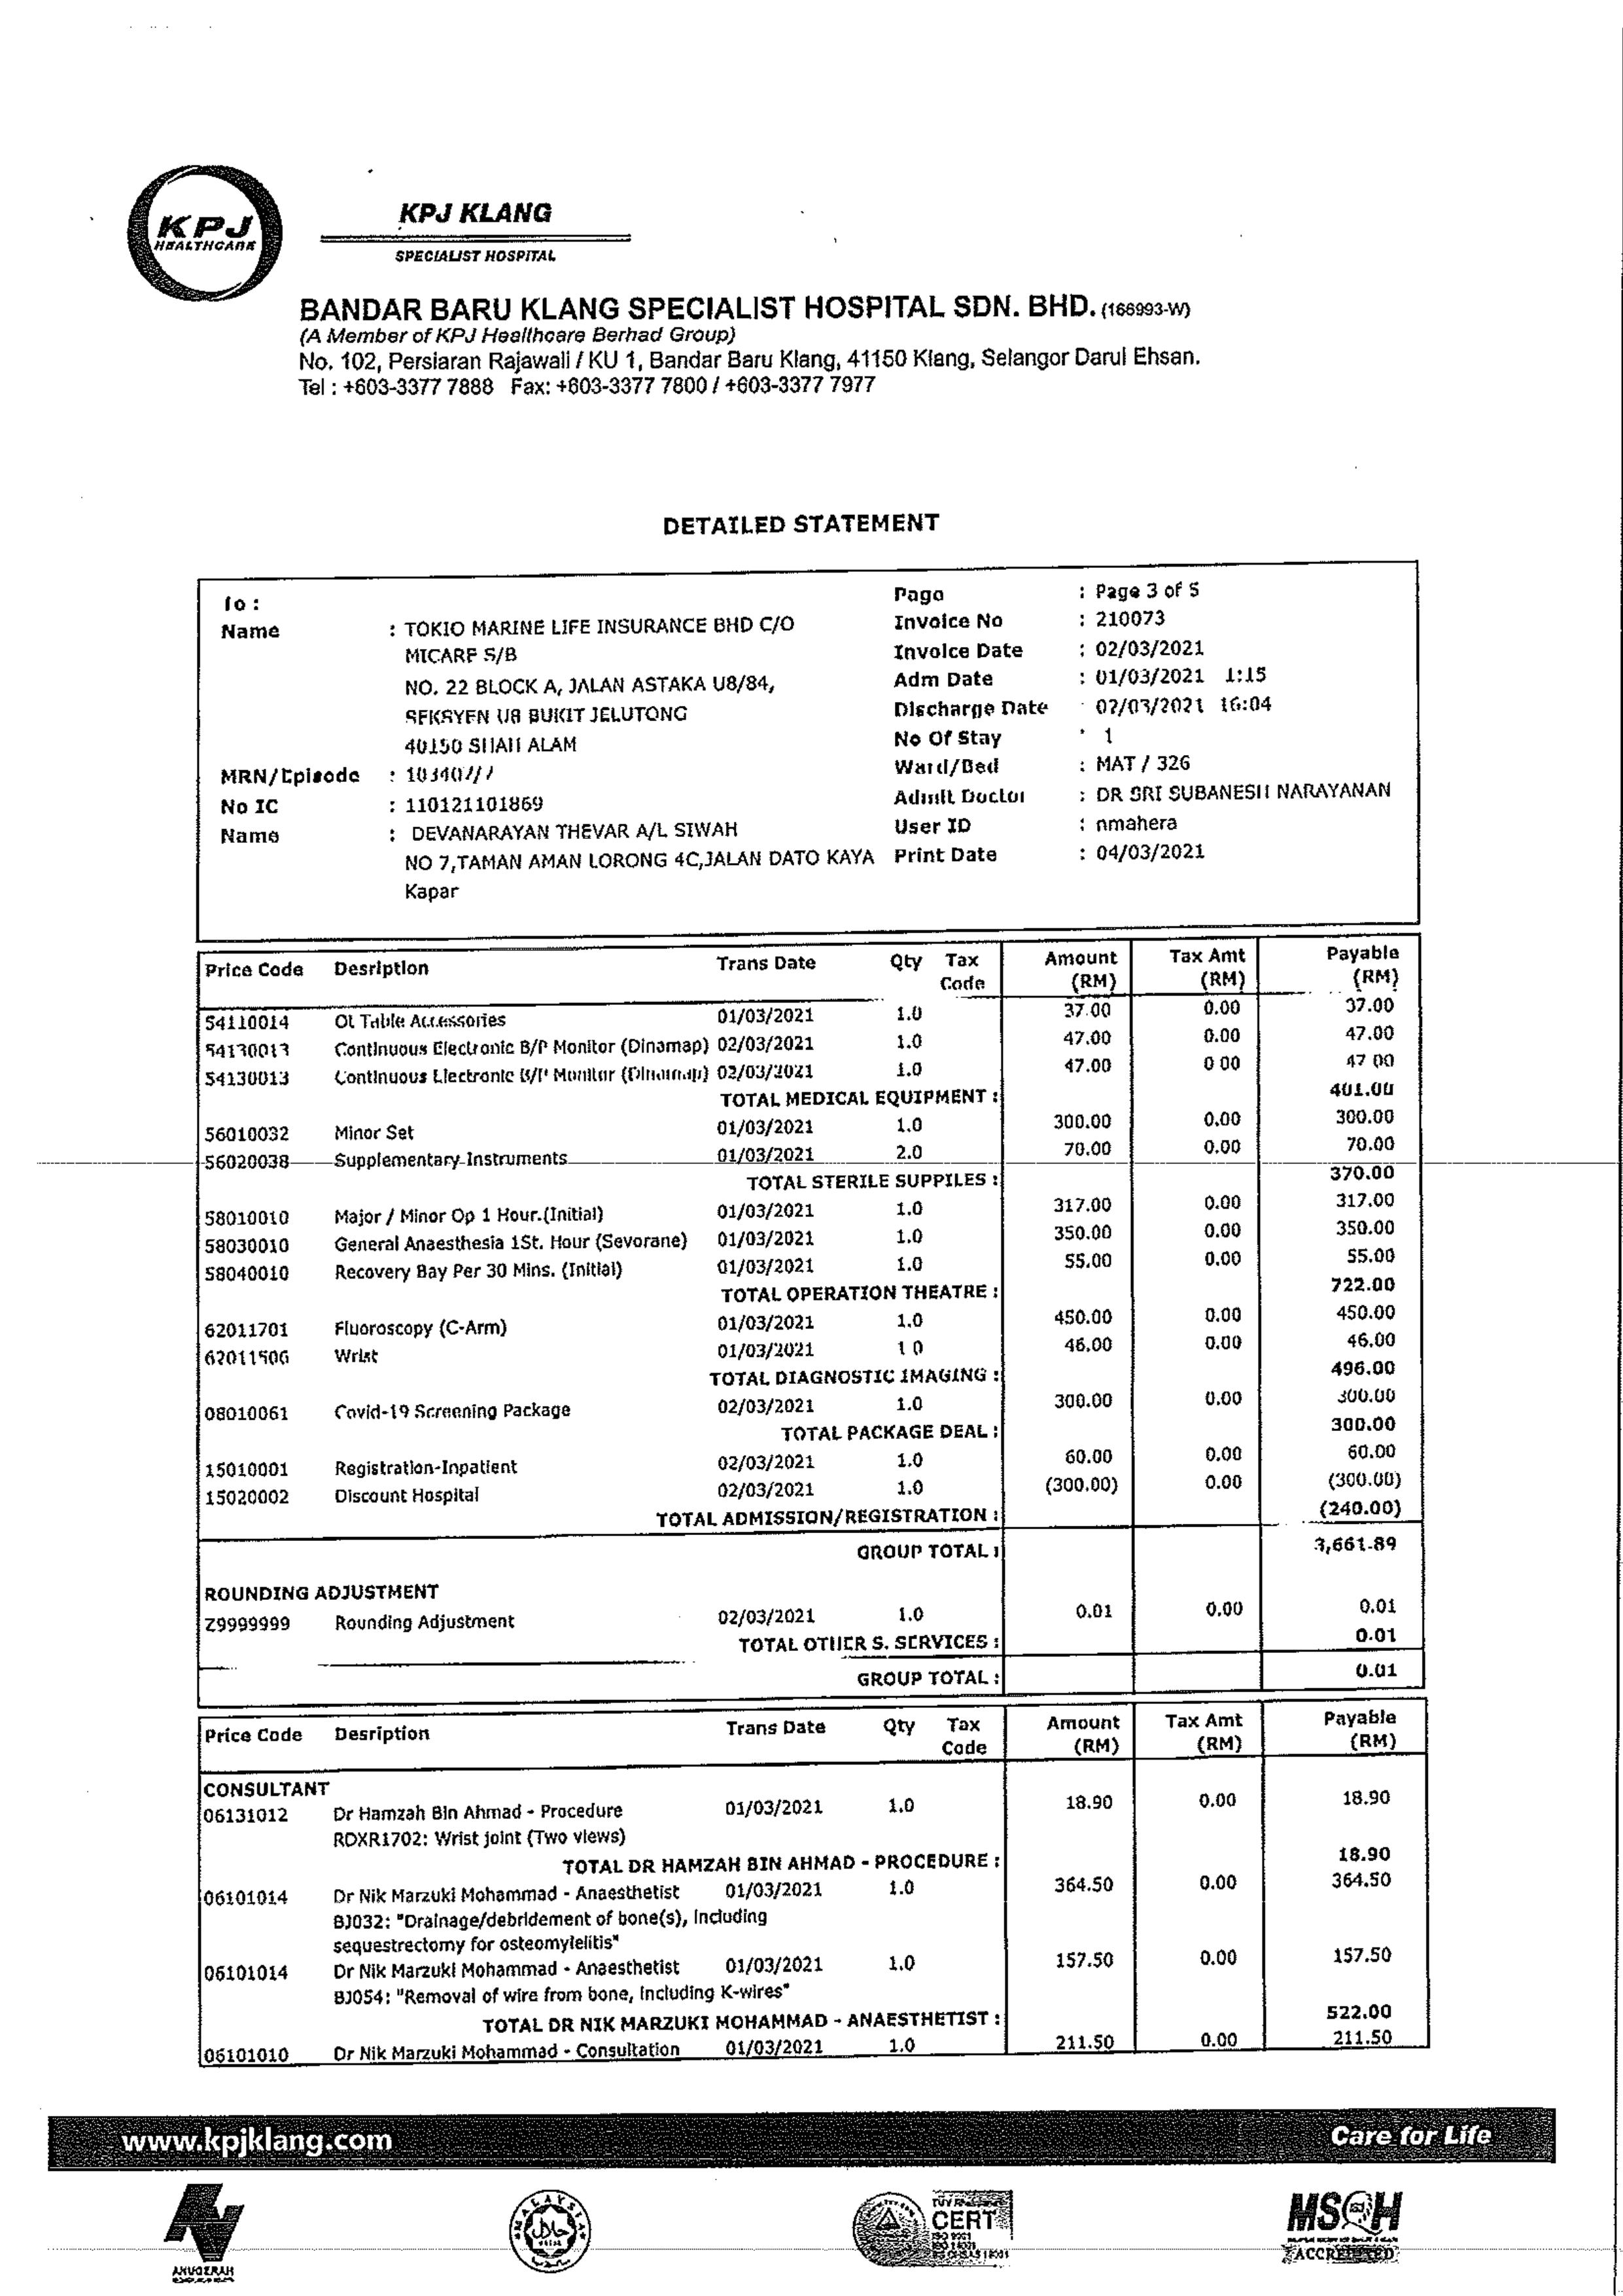 KPJ
HEALTHCARE
KPJ KLANG
SPECIALIST HOSPITAL
BANDAR BARU KLANG SPECIALIST HOSPITAL SDN. BHD. (166993-W)
(A Member of KPJ Healthcare Berhad Group)
No. 102, Persiaran Rajawali / KU 1, Bandar Baru Klang, 41150 Klang, Selangor Darul Ehsan.
Tel : +603-3377 7888 Fax: +603-3377 7800 / +603-3377 7977
DETAILED STATEMENT
To :
Name : TOKIO MARINE LIFE INSURANCE BHD C/O
MICARE S/B
NO. 22 BLOCK A, JALAN ASTAKA U8/84,
SEKSYEN U8 BUKIT JELUTONG
40150 SHAH ALAM
MRN/Episode :
No IC : 110121101869
Name : DEVANARAYAN THEVAR A/L SIWAH
NO 7,TAMAN AMAN LORONG 4C,JALAN DATO KAYA
Kapar
Page : Page 3 of 5
Invoice No : 210073
Invoice Date : 02/03/2021
Adm Date : 01/03/2021 1:15
Discharge Date : 02/03/2021 16:04
No Of Stay : 1
Ward/Bed : MAT / 326
Admit Doctor : DR SRI SUBANESH NARAYANAN
User ID : nmahera
Print Date : 04/03/2021
Price Code Desription Trans Date Qty Tax Code Amount (RM) Tax Amt (RM) Payable (RM)
54110014 Ot Table Accessories 01/03/2021 1.0 37.00 0.00 37.00
54130013 Continuous Electronic B/P Monitor (Dinamap) 02/03/2021 1.0 47.00 0.00 47.00
54130013 Continuous Electronic B/P Monitor (Dinamap) 02/03/2021 1.0 47.00 0.00 47.00
TOTAL MEDICAL EQUIPMENT : 401.00
56010032 Minor Set 01/03/2021 1.0 300.00 0.00 300.00
56020038 Supplementary Instruments 01/03/2021 2.0 70.00 0.00 70.00
TOTAL STERILE SUPPILES : 370.00
58010010 Major / Minor Op 1 Hour.(Initial) 01/03/2021 1.0 317.00 0.00 317.00
58030010 General Anaesthesia 1St. Hour (Sevorane) 01/03/2021 1.0 350.00 0.00 350.00
58040010 Recovery Bay Per 30 Mins. (Initial) 01/03/2021 1.0 55.00 0.00 55.00
TOTAL OPERATION THEATRE : 722.00
62011701 Fluoroscopy (C-Arm) 01/03/2021 1.0 450.00 0.00 450.00
62011506 Wrist 01/03/2021 1.0 46.00 0.00 46.00
TOTAL DIAGNOSTIC IMAGING : 496.00
08010061 Covid-19 Screening Package 02/03/2021 1.0 300.00 0.00 300.00
TOTAL PACKAGE DEAL : 300.00
15010001 Registration-Inpatient 02/03/2021 1.0 60.00 0.00 60.00
15020002 Discount Hospital 02/03/2021 1.0 (300.00) 0.00 (300.00)
TOTAL ADMISSION/REGISTRATION : (240.00)
GROUP TOTAL : 3,661.89
ROUNDING ADJUSTMENT
Z9999999 Rounding Adjustment 02/03/2021 1.0 0.01 0.00 0.01
TOTAL OTHER S. SERVICES : 0.01
GROUP TOTAL : 0.01
Price Code Desription Trans Date Qty Tax Code Amount (RM) Tax Amt (RM) Payable (RM)
CONSULTANT
06131012 Dr Hamzah Bin Ahmad - Procedure 01/03/2021 1.0 18.90 0.00 18.90
RDXR1702: Wrist joint (Two views)
TOTAL DR HAMZAH BIN AHMAD - PROCEDURE : 18.90
06101014 Dr Nik Marzuki Mohammad - Anaesthetist 01/03/2021 1.0 364.50 0.00 364.50
BJ032: "Drainage/debridement of bone(s), including
sequestrectomy for osteomylelitis"
06101014 Dr Nik Marzuki Mohammad - Anaesthetist 01/03/2021 1.0 157.50 0.00 157.50
BJ054: "Removal of wire from bone, including K-wires"
TOTAL DR NIK MARZUKI MOHAMMAD - ANAESTHETIST : 522.00
06101010 Dr Nik Marzuki Mohammad - Consultation 01/03/2021 1.0 211.50 0.00 211.50
www.kpjklang.com Care for Life
ANUGERAH
MALAYSIA
حلال
CERT
ISO 9001
MSQH
ACCREDITED